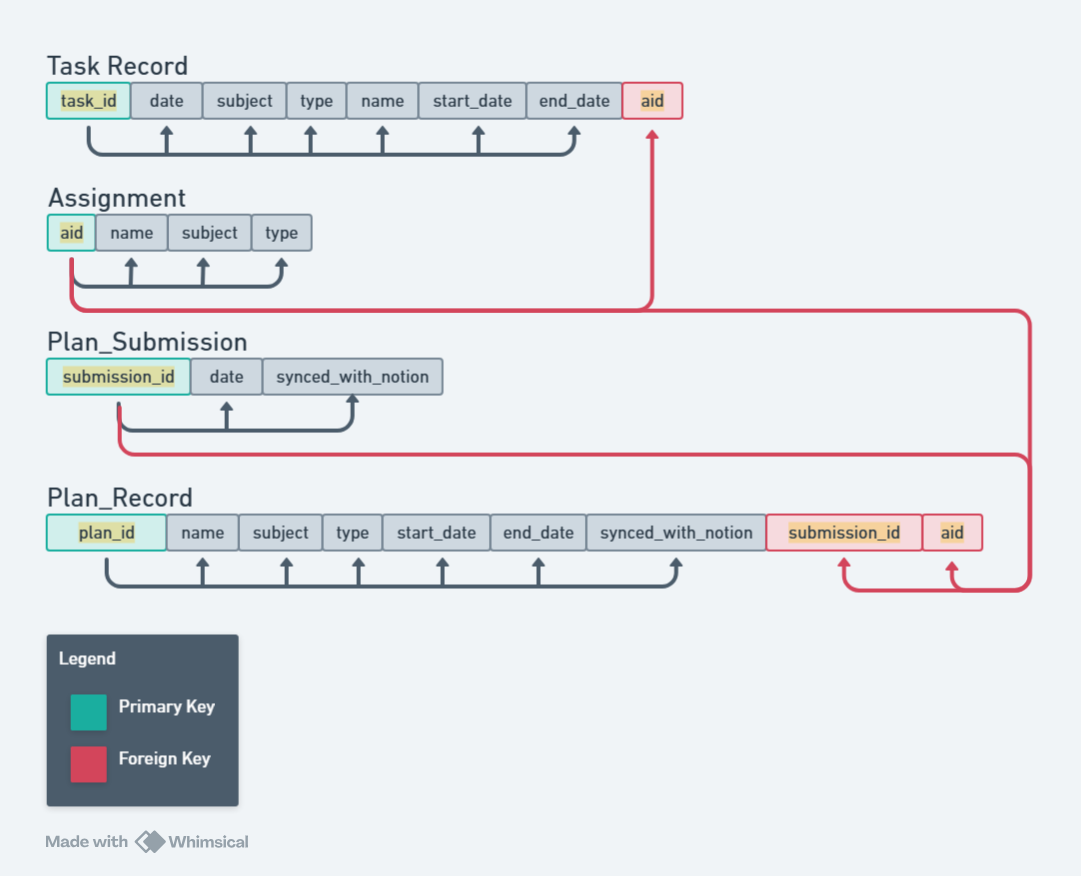 Task Record
task_id date subject type name start_date end_date aid
Assignment
aid name subject type
Plan_Submission
submission_id date synced_with_notion
Plan_Record
plan_id name subject type start_date end_date synced_with_notion submission_id aid
Legend
Primary Key
Foreign Key
Made with Whimsical